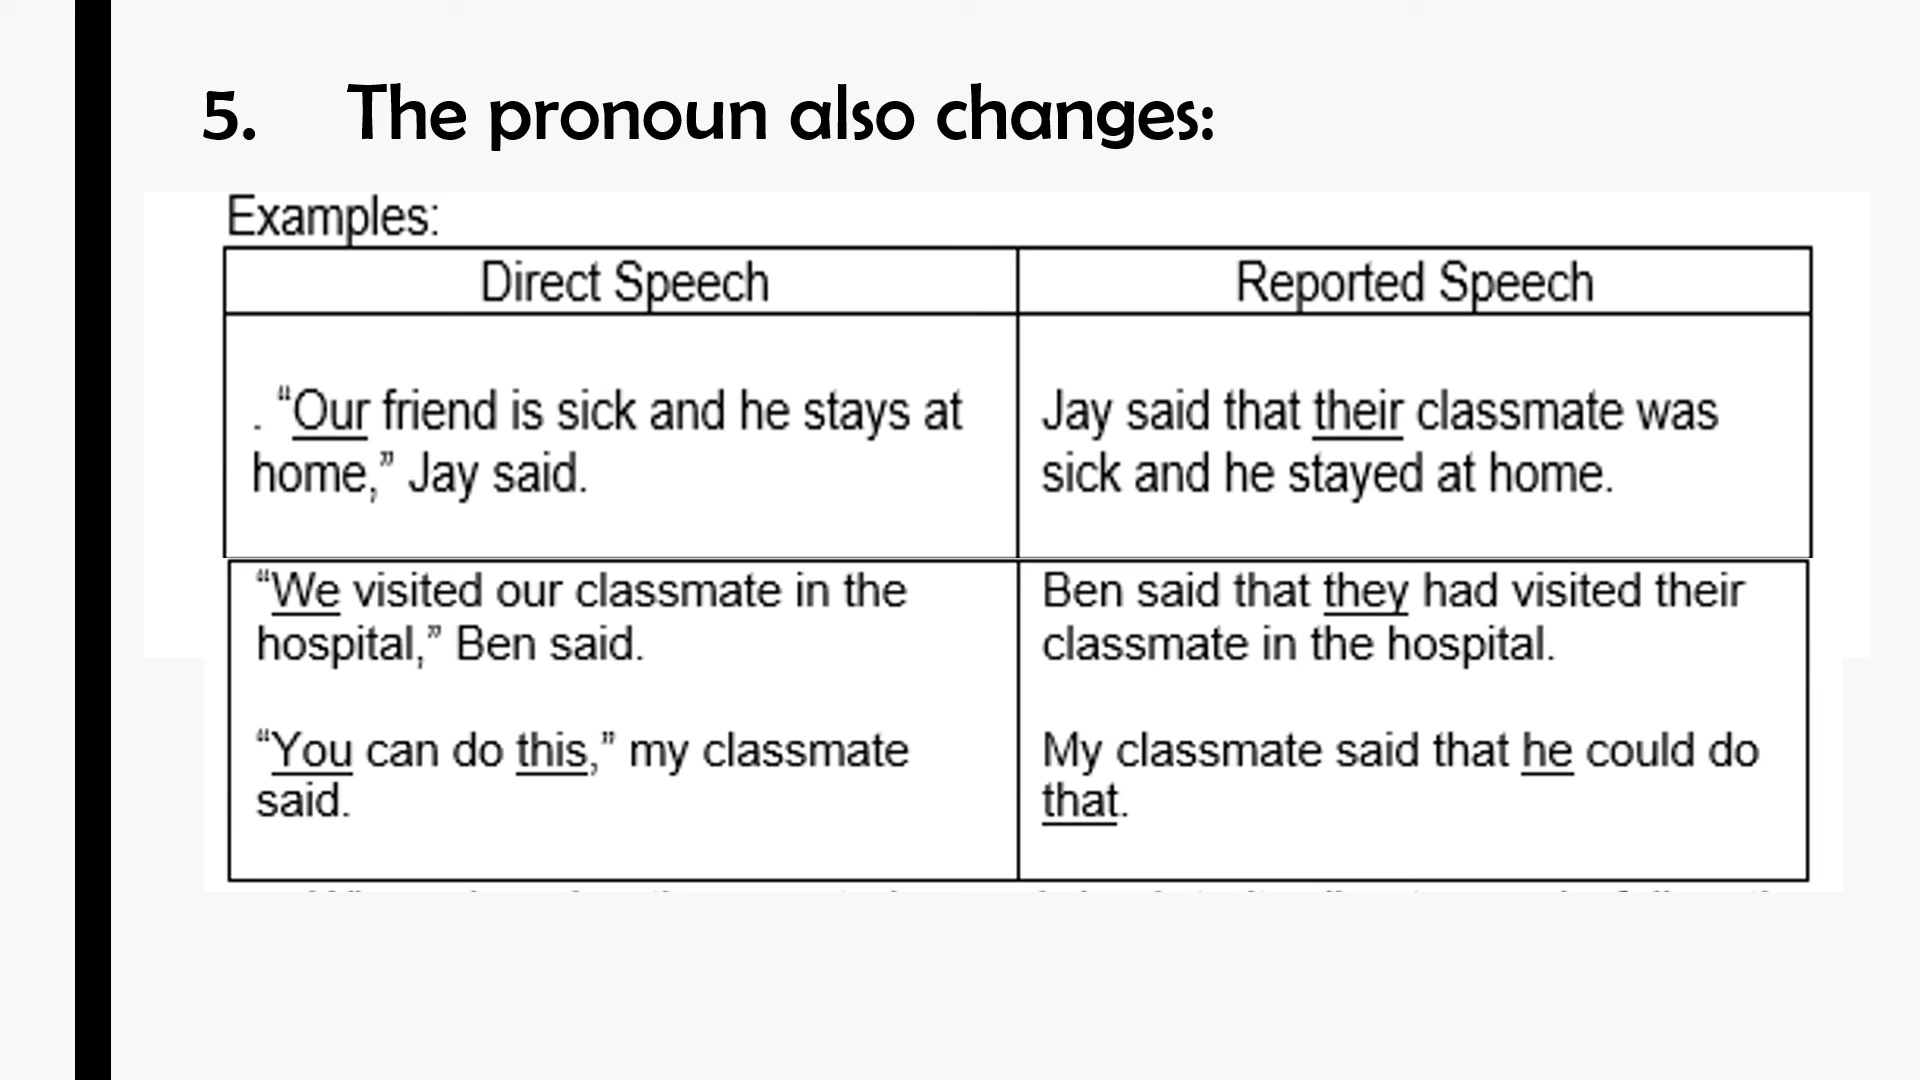 5. The pronoun also changes:
Examples:
Direct Speech
Reported Speech
. “Our friend is sick and he stays at
home,” Jay said.
Jay said that their classmate was
sick and he stayed at home.
“We visited our classmate in the
hospital,” Ben said.
Ben said that they had visited their
classmate in the hospital.
“You can do this,” my classmate
said.
My classmate said that he could do
that.